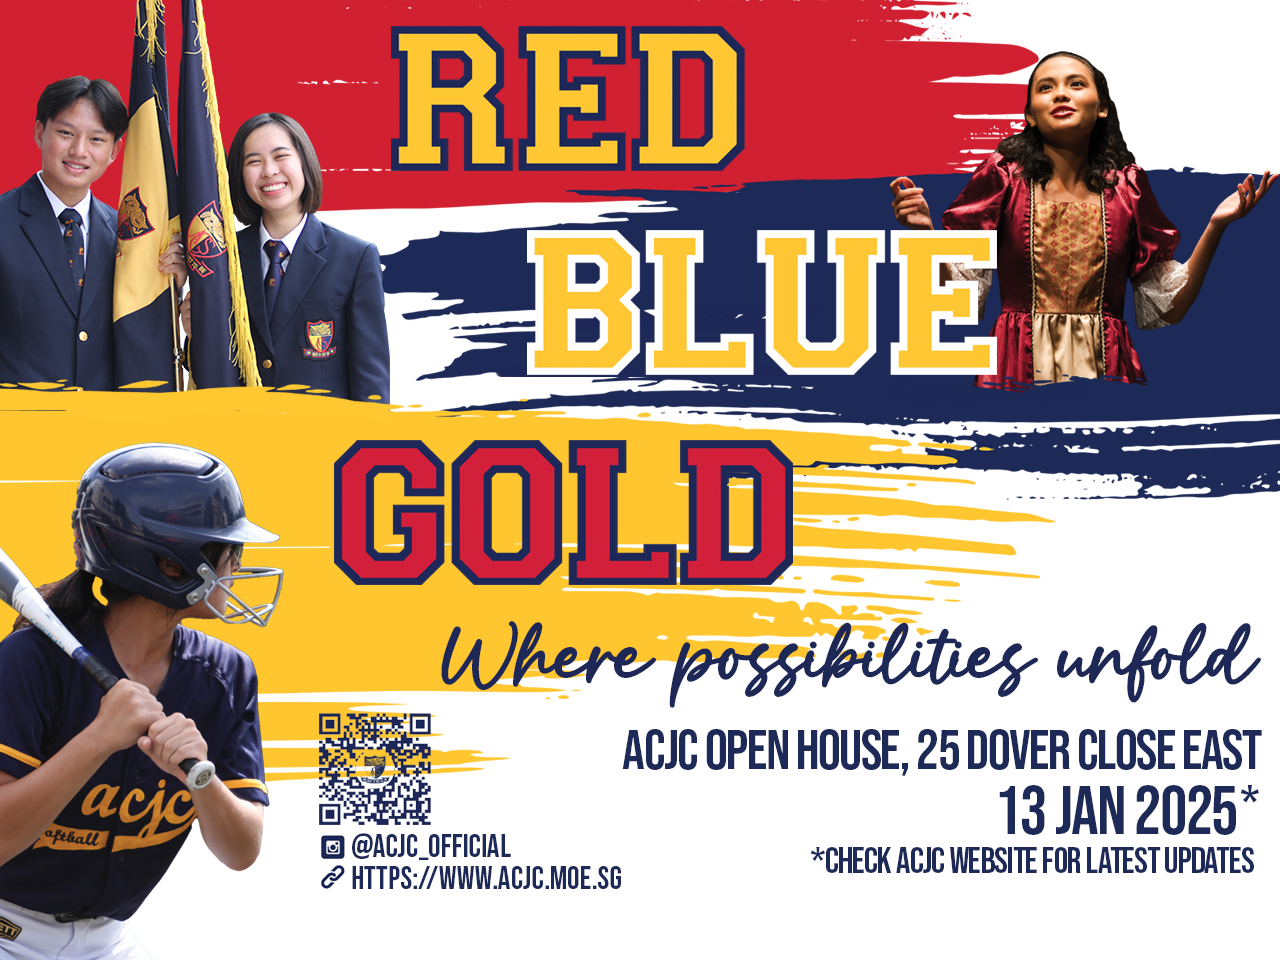 RED
BLUE
GOLD
Where possibilities unfold
ACJC OPEN HOUSE, 25 DOVER CLOSE EAST
13 JAN 2025*
*CHECK ACJC WEBSITE FOR LATEST UPDATES
@ACJC_OFFICIAL
HTTPS://WWW.ACJC.MOE.SG
acjc